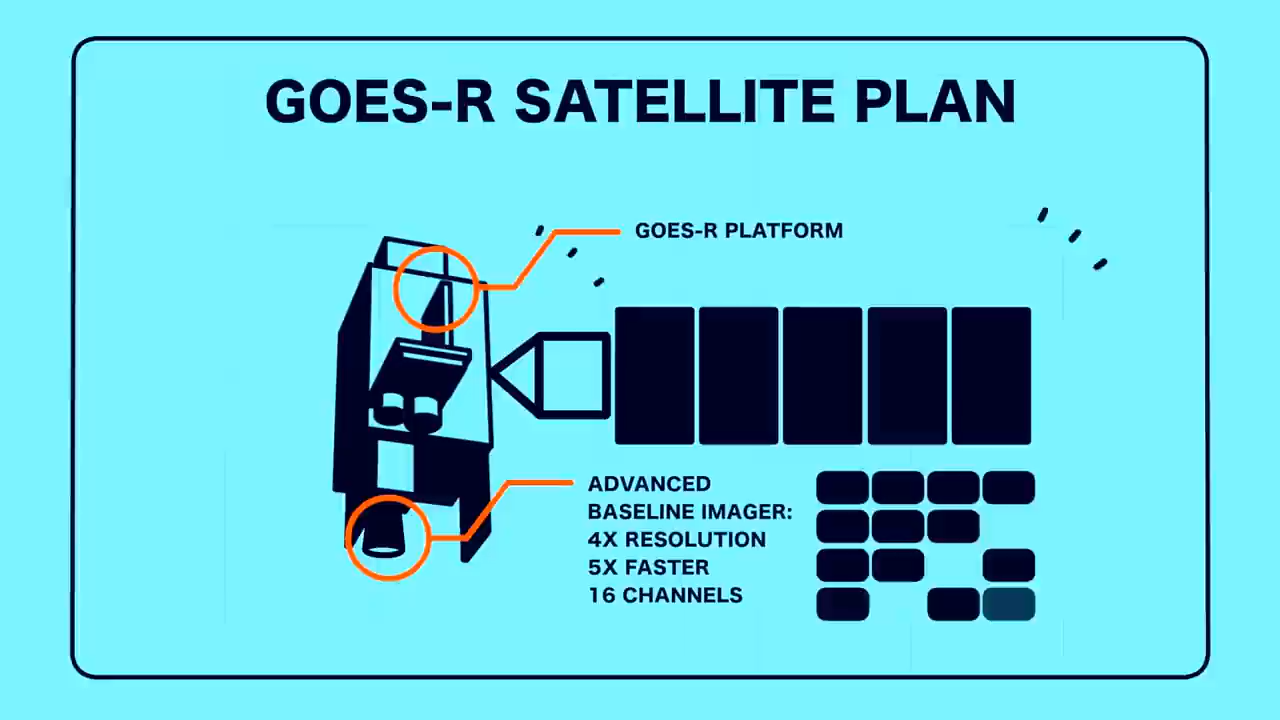 GOES-R SATELLITE PLAN
GOES-R PLATFORM
ADVANCED
BASELINE IMAGER:
4X RESOLUTION
5X FASTER
16 CHANNELS